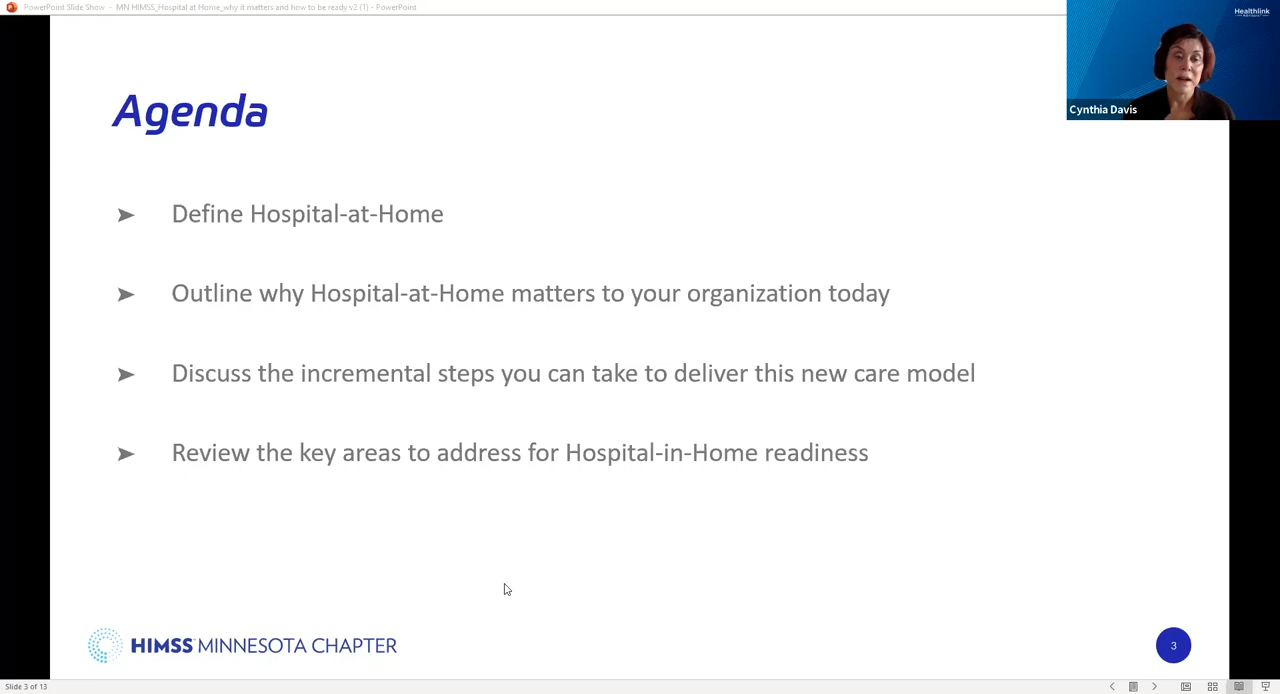 PowerPoint Slide Show - MN HIMSS_Hospital at Home_why it matters and how to be ready v2 (1) - PowerPoint
Healthlink
Cynthia Davis
Agenda
➤ Define Hospital-at-Home
➤ Outline why Hospital-at-Home matters to your organization today
➤ Discuss the incremental steps you can take to deliver this new care model
➤ Review the key areas to address for Hospital-in-Home readiness
HIMSS MINNESOTA CHAPTER
3
Slide 3 of 13